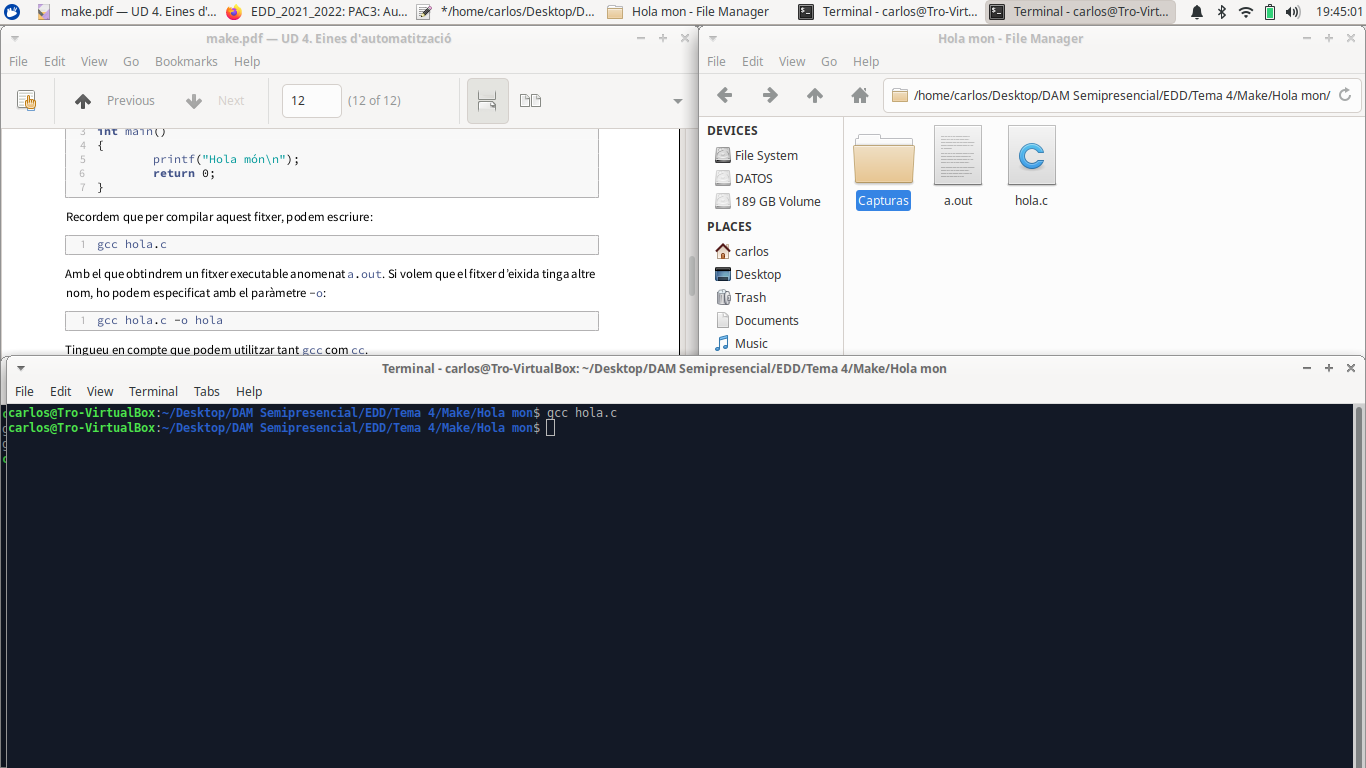 make.pdf — UD 4. Eines d'...
EDD_2021_2022: PAC3: Au...
*/home/carlos/Desktop/D...
Hola mon - File Manager
Terminal - carlos@Tro-Virt...
Terminal - carlos@Tro-Virt...
19:45:01
make.pdf — UD 4. Eines d'automatització
File Edit View Go Bookmarks Help
Previous Next 12 (12 of 12)
3 int main()
4 {
5 printf("Hola món\n");
6 return 0;
7 }
Recordem que per compilar aquest fitxer, podem escriure:
1 gcc hola.c
Amb el que obtindrem un fitxer executable anomenat a.out. Si volem que el fitxer d'eixida tinga altre
nom, ho podem especificat amb el paràmetre -o:
1 gcc hola.c -o hola
Tingueu en compte que podem utilitzar tant gcc com cc.
Hola mon - File Manager
File Edit View Go Help
/home/carlos/Desktop/DAM Semipresencial/EDD/Tema 4/Make/Hola mon/
DEVICES
File System
DATOS
189 GB Volume
PLACES
carlos
Desktop
Trash
Documents
Music
Capturas
a.out
hola.c
Terminal - carlos@Tro-VirtualBox: ~/Desktop/DAM Semipresencial/EDD/Tema 4/Make/Hola mon
File Edit View Terminal Tabs Help
carlos@Tro-VirtualBox:~/Desktop/DAM Semipresencial/EDD/Tema 4/Make/Hola mon$ gcc hola.c
carlos@Tro-VirtualBox:~/Desktop/DAM Semipresencial/EDD/Tema 4/Make/Hola mon$